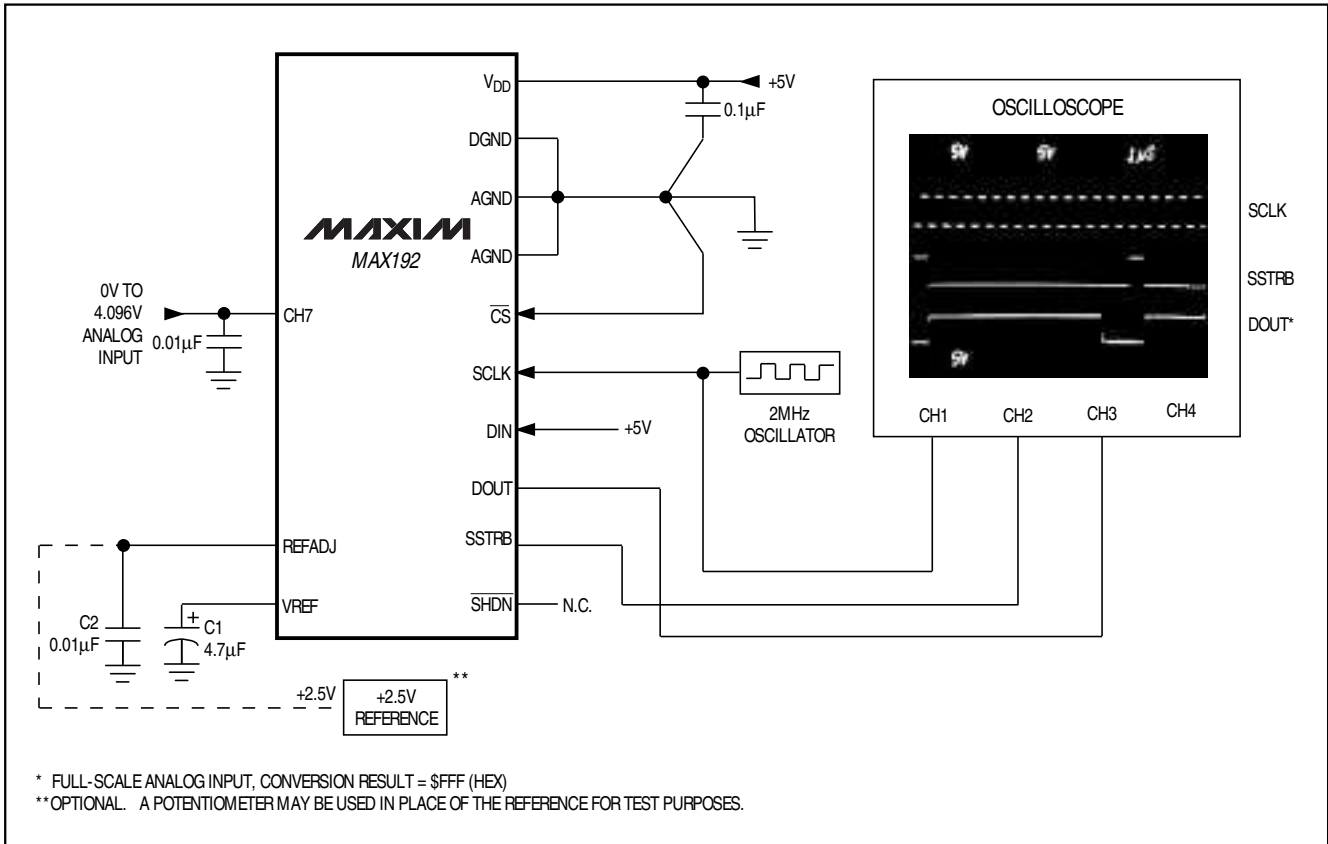 VDD
+5V
0.1µF
DGND
AGND
AGND
MAXIM
MAX192
0V TO
4.096V
ANALOG
INPUT
0.01µF
CH7
CS
SCLK
2MHz
OSCILLATOR
DIN
+5V
DOUT
SSTRB
SHDN
N.C.
REFADJ
VREF
C2
0.01µF
+
C1
4.7µF
+2.5V
+2.5V
REFERENCE
**
OSCILLOSCOPE
SCLK
SSTRB
DOUT*
CH1
CH2
CH3
CH4
* FULL-SCALE ANALOG INPUT, CONVERSION RESULT = $FFF (HEX)
**OPTIONAL. A POTENTIOMETER MAY BE USED IN PLACE OF THE REFERENCE FOR TEST PURPOSES.